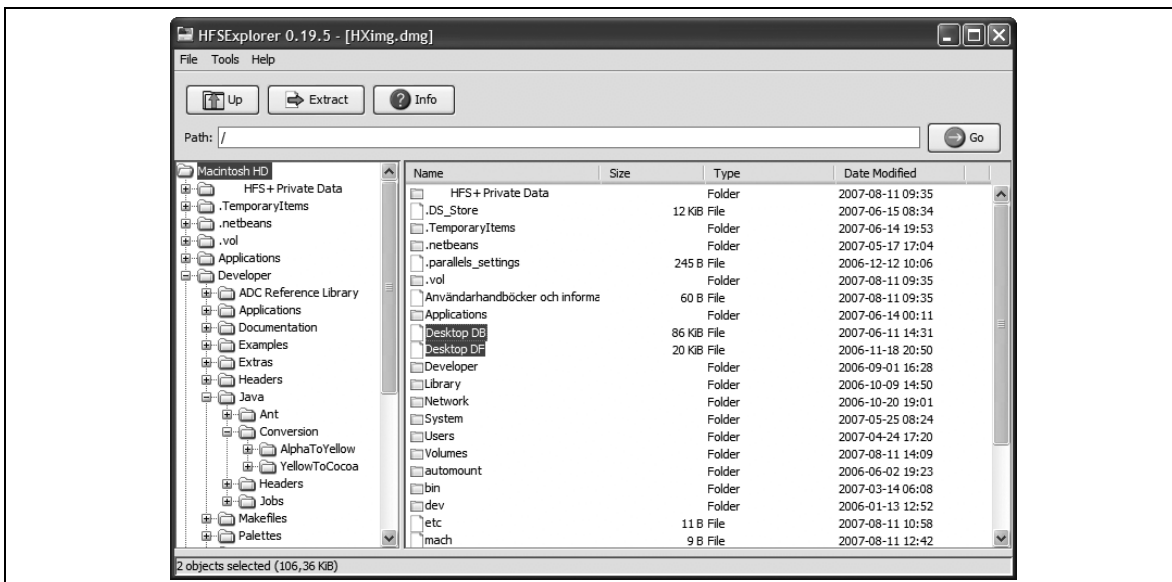 HFSExplorer 0.19.5 - [HXimg.dmg]
File Tools Help
Up Extract Info
Path: / Go
Macintosh HD
HFS+ Private Data
.TemporaryItems
.netbeans
.vol
Applications
Developer
ADC Reference Library
Applications
Documentation
Examples
Extras
Headers
Java
Ant
Conversion
AlphaToYellow
YellowToCocoa
Headers
Jobs
Makefiles
Palettes
Name Size Type Date Modified
HFS+ Private Data Folder 2007-08-11 09:35
.DS_Store 12 KiB File 2007-06-15 08:34
.TemporaryItems Folder 2007-06-14 19:53
.netbeans Folder 2007-05-17 17:04
.parallels_settings 245 B File 2006-12-12 10:06
.vol Folder 2007-08-11 09:35
Användarhandböcker och informa 60 B File 2007-08-11 09:35
Applications Folder 2007-06-14 00:11
Desktop DB 86 KiB File 2007-06-11 14:31
Desktop DF 20 KiB File 2006-11-18 20:50
Developer Folder 2006-09-01 16:28
Library Folder 2006-10-09 14:50
Network Folder 2006-10-20 19:01
System Folder 2007-05-25 08:24
Users Folder 2007-04-24 17:20
Volumes Folder 2007-08-11 14:09
automount Folder 2006-06-02 19:23
bin Folder 2007-03-14 06:08
dev Folder 2006-01-13 12:52
etc 11 B File 2007-08-11 10:58
mach 9 B File 2007-08-11 12:42
2 objects selected (106,36 KiB)